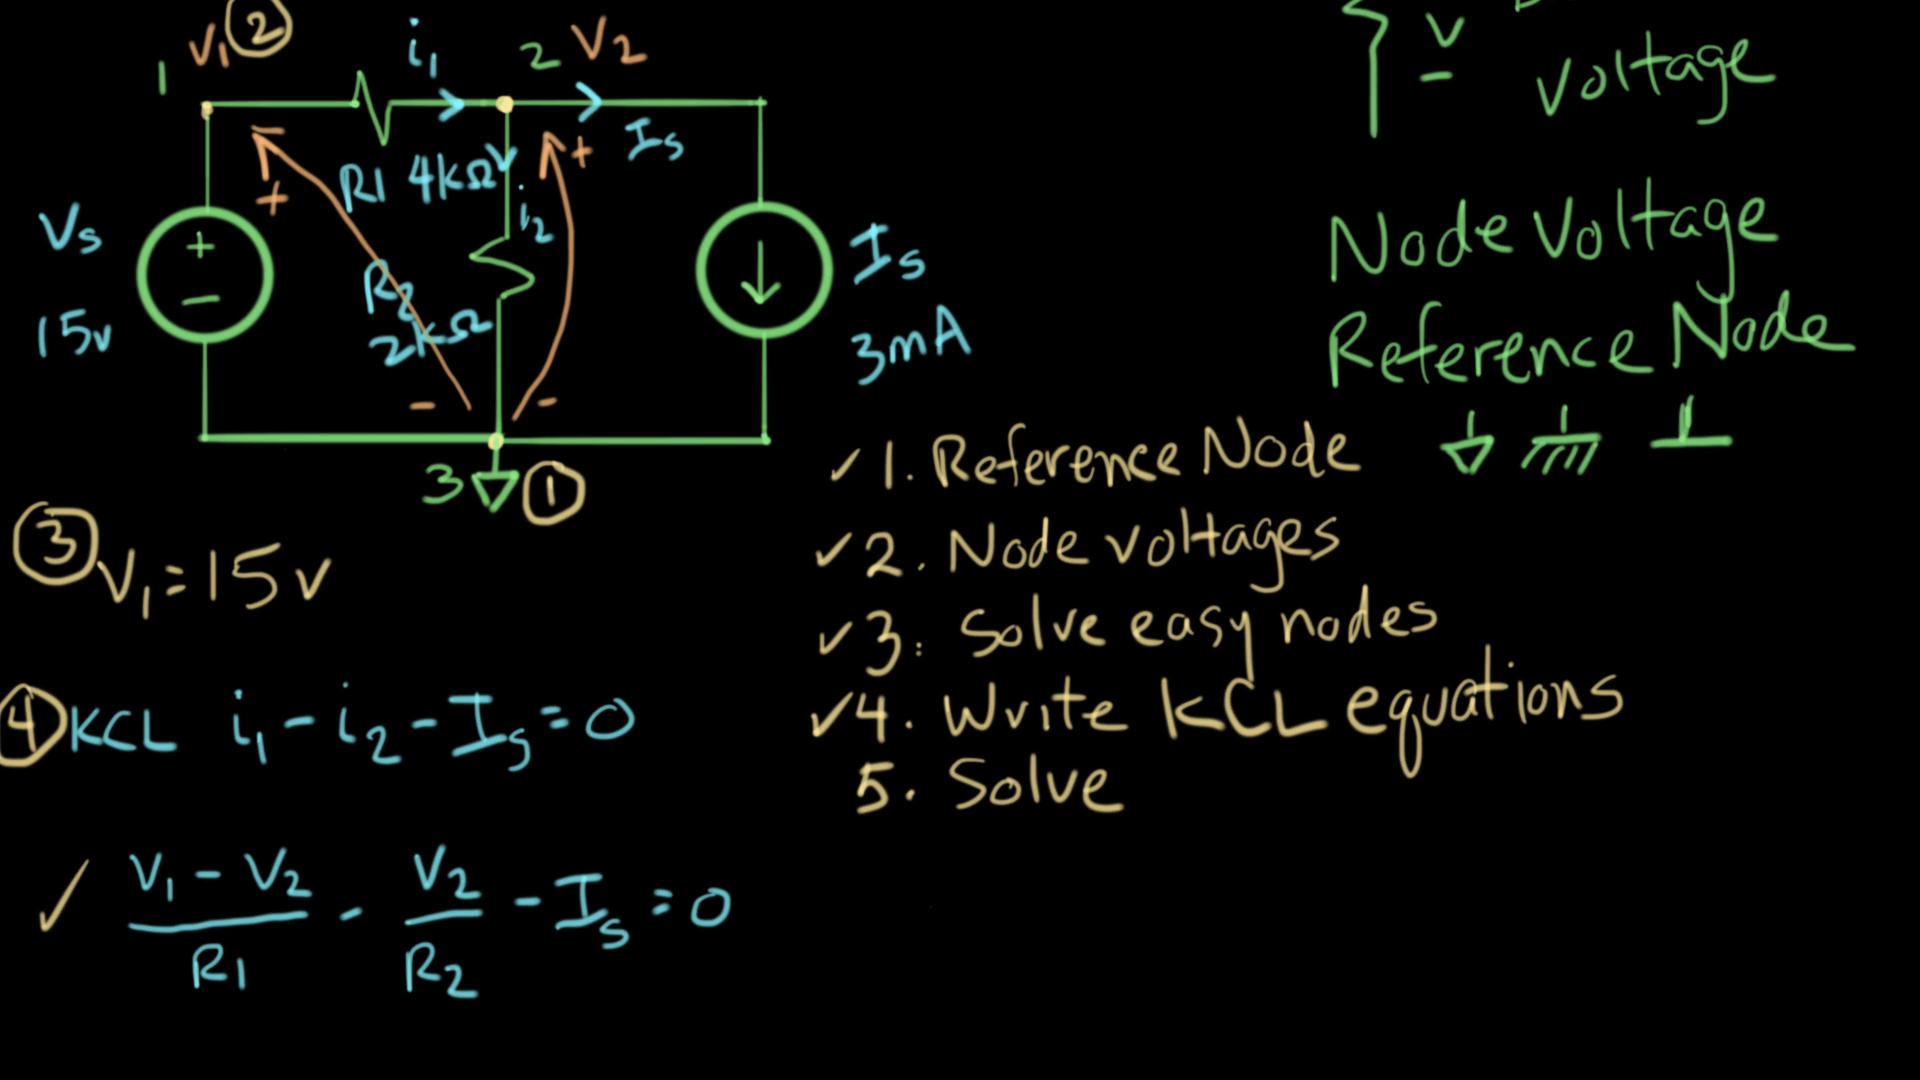 1 V₁ ② i₁ 2 V₂
Is
R1 4kΩ
i₂
Vs
15v
+
−
R₂
2kΩ
+
−
+
−
Is
3mA
3 ①
{ v
−
voltage
Node Voltage
Reference Node
✓ 1. Reference Node
✓ 2. Node voltages
✓ 3. Solve easy nodes
✓ 4. Write KCL equations
5. Solve
③ V₁ = 15v
④ KCL i₁ - i₂ - Is = 0
✓ V₁ - V₂ / R1 - V₂ / R₂ - Is = 0